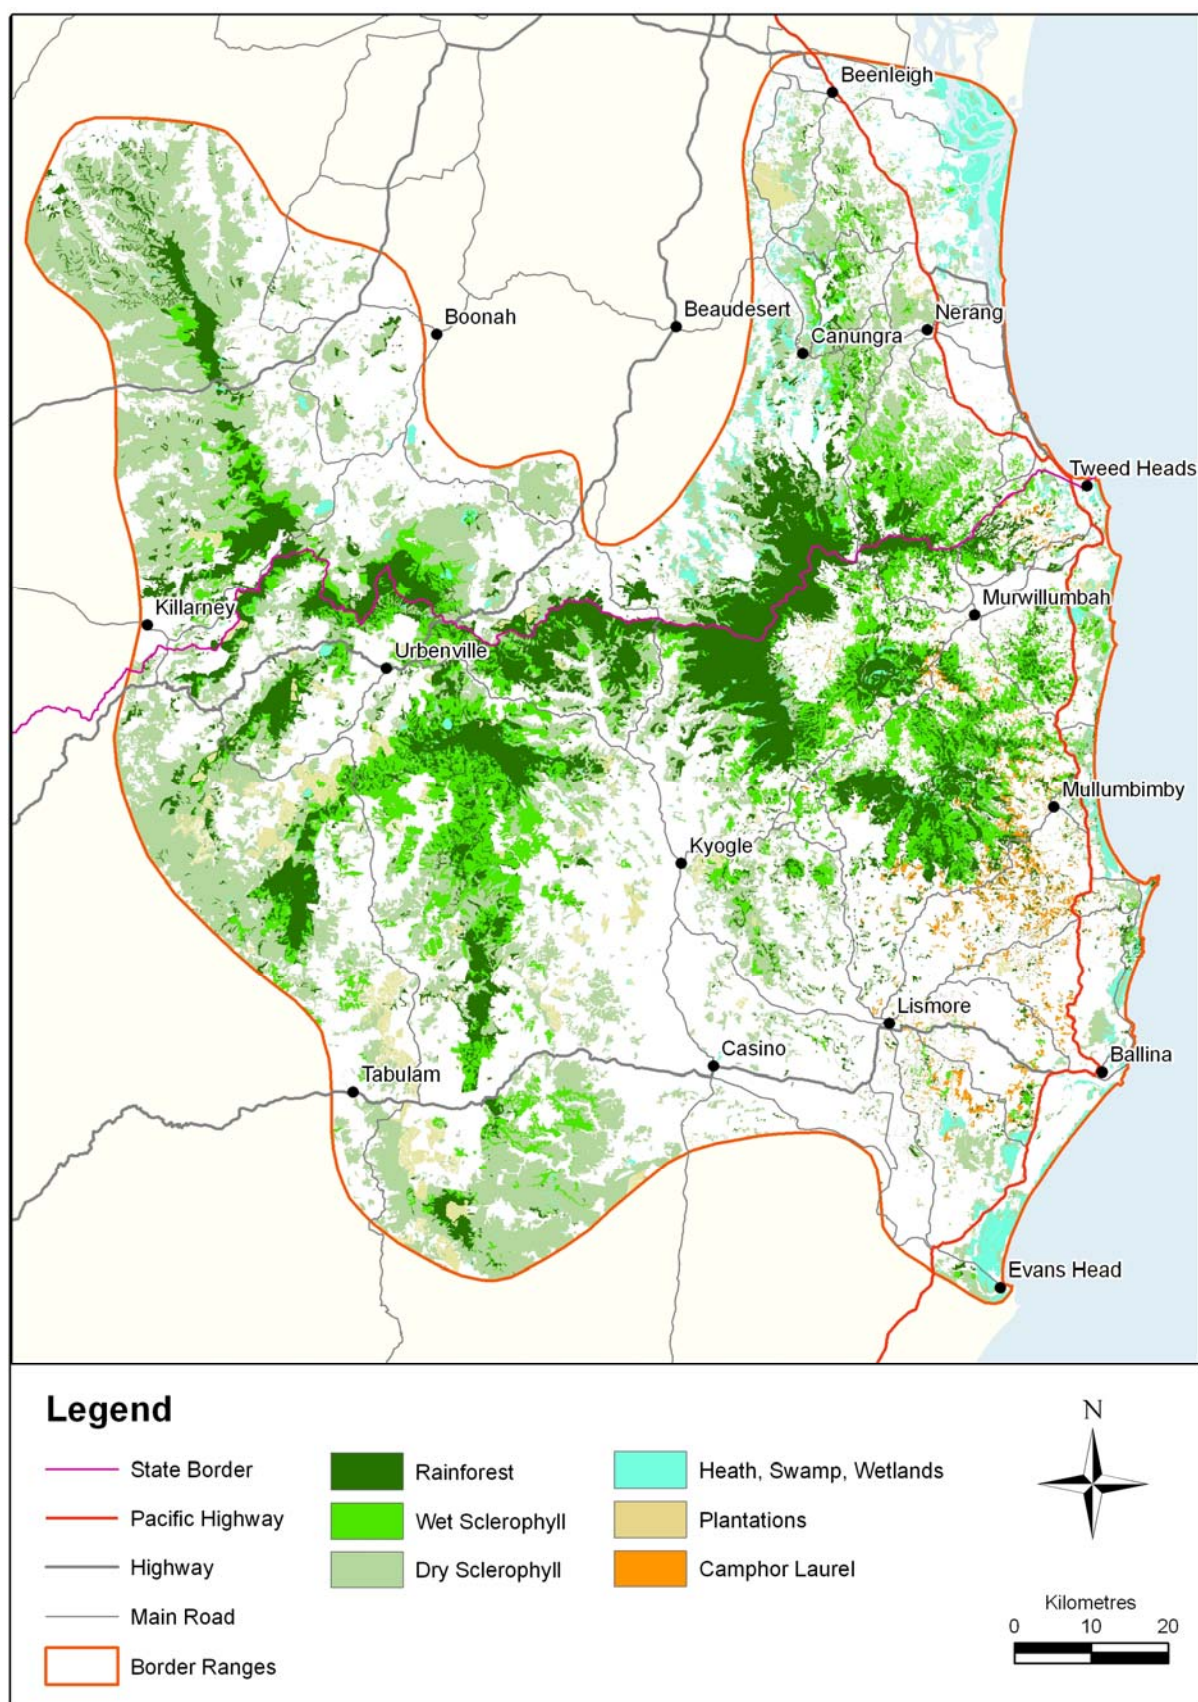 Beenleigh
Boonah
Beaudesert
Nerang
Canungra
Tweed Heads
Killarney
Murwillumbah
Urbenville
Mullumbimby
Kyogle
Lismore
Casino
Ballina
Tabulam
Evans Head
Legend
State Border
Pacific Highway
Highway
Main Road
Border Ranges
Rainforest
Wet Sclerophyll
Dry Sclerophyll
Heath, Swamp, Wetlands
Plantations
Camphor Laurel
N
Kilometres
0 10 20